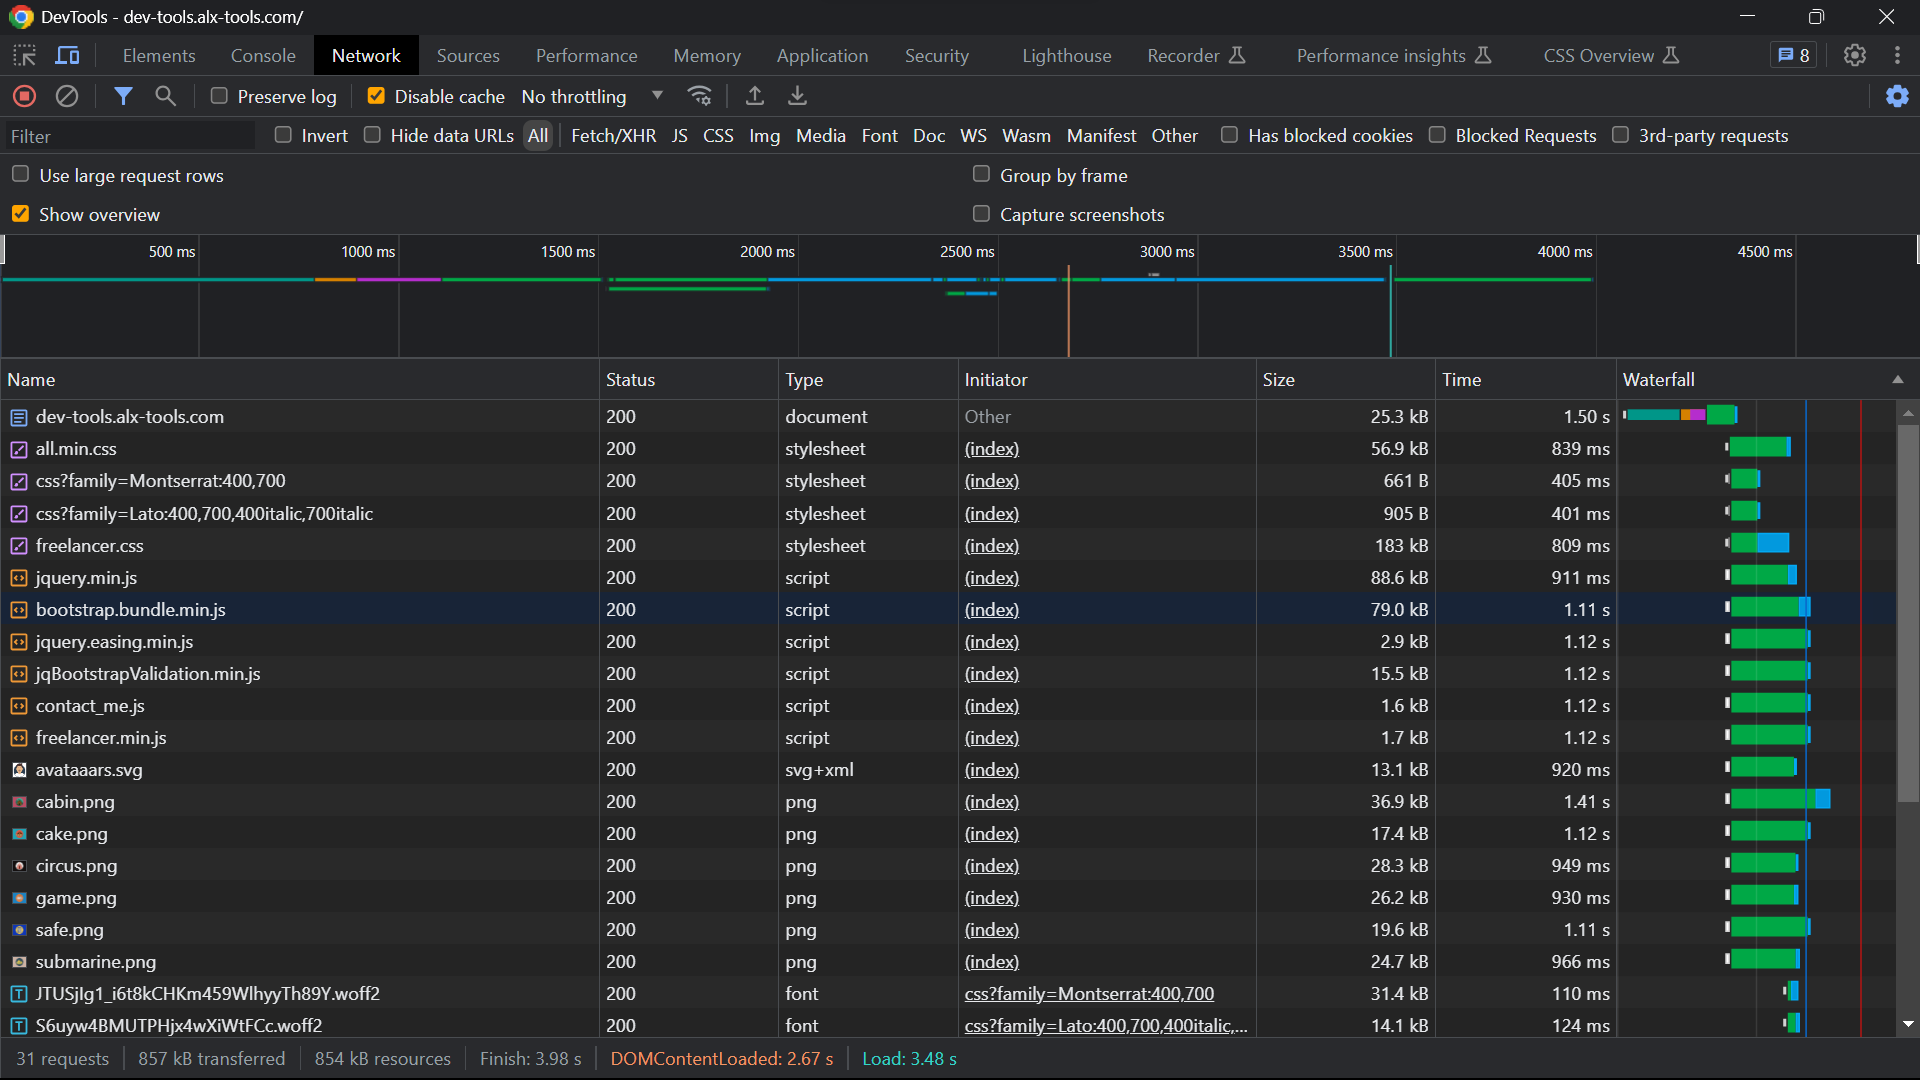 DevTools - dev-tools.alx-tools.com/
Elements Console Network Sources Performance Memory Application Security Lighthouse Recorder Performance insights CSS Overview 8
Preserve log Disable cache No throttling
Filter Invert Hide data URLs All Fetch/XHR JS CSS Img Media Font Doc WS Wasm Manifest Other Has blocked cookies Blocked Requests 3rd-party requests
Use large request rows Group by frame
Show overview Capture screenshots
500 ms 1000 ms 1500 ms 2000 ms 2500 ms 3000 ms 3500 ms 4000 ms 4500 ms
Name Status Type Initiator Size Time Waterfall
dev-tools.alx-tools.com 200 document Other 25.3 kB 1.50 s
all.min.css 200 stylesheet (index) 56.9 kB 839 ms
css?family=Montserrat:400,700 200 stylesheet (index) 661 B 405 ms
css?family=Lato:400,700,400italic,700italic 200 stylesheet (index) 905 B 401 ms
freelancer.css 200 stylesheet (index) 183 kB 809 ms
jquery.min.js 200 script (index) 88.6 kB 911 ms
bootstrap.bundle.min.js 200 script (index) 79.0 kB 1.11 s
jquery.easing.min.js 200 script (index) 2.9 kB 1.12 s
jqBootstrapValidation.min.js 200 script (index) 15.5 kB 1.12 s
contact_me.js 200 script (index) 1.6 kB 1.12 s
freelancer.min.js 200 script (index) 1.7 kB 1.12 s
avataaars.svg 200 svg+xml (index) 13.1 kB 920 ms
cabin.png 200 png (index) 36.9 kB 1.41 s
cake.png 200 png (index) 17.4 kB 1.12 s
circus.png 200 png (index) 28.3 kB 949 ms
game.png 200 png (index) 26.2 kB 930 ms
safe.png 200 png (index) 19.6 kB 1.11 s
submarine.png 200 png (index) 24.7 kB 966 ms
JTUSjIg1_i6t8kCHKm459WlhyyTh89Y.woff2 200 font css?family=Montserrat:400,700 31.4 kB 110 ms
S6uyw4BMUTPHjx4wXiWtFCc.woff2 200 font css?family=Lato:400,700,400italic,... 14.1 kB 124 ms
31 requests 857 kB transferred 854 kB resources Finish: 3.98 s DOMContentLoaded: 2.67 s Load: 3.48 s